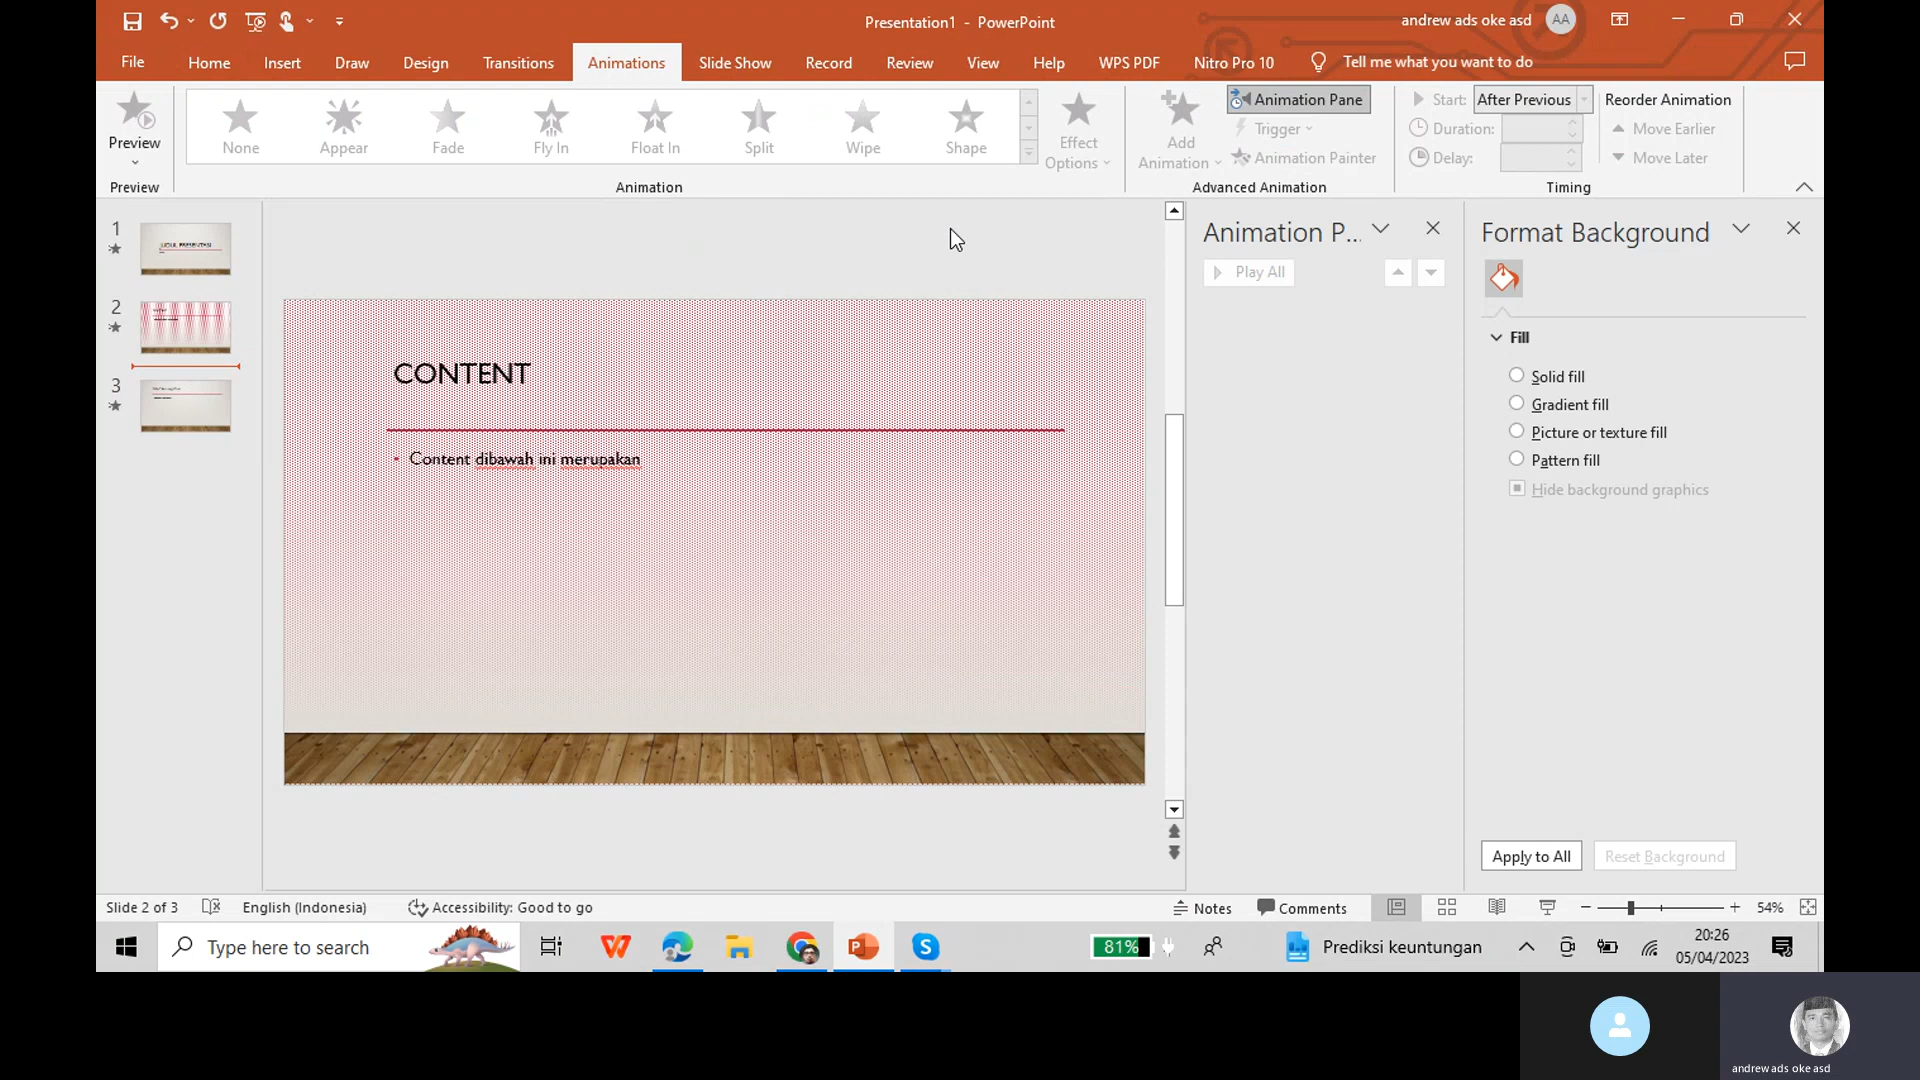 Presentation1 - PowerPoint
andrew ads oke asd
AA
File
Home
Insert
Draw
Design
Transitions
Animations
Slide Show
Record
Review
View
Help
WPS PDF
Nitro Pro 10
Tell me what you want to do
Preview
Preview
None
Appear
Fade
Fly In
Float In
Split
Wipe
Shape
Animation
Effect
Options
Add
Animation
Animation Pane
Trigger
Animation Painter
Advanced Animation
Start: After Previous
Duration:
Delay:
Reorder Animation
Move Earlier
Move Later
Timing
1
2
3
JUDUL PRESENTASI
CONTENT
• Content dibawah ini merupakan
Animation P...
Play All
Format Background
Fill
Solid fill
Gradient fill
Picture or texture fill
Pattern fill
Hide background graphics
Apply to All
Reset Background
Slide 2 of 3
English (Indonesia)
Accessibility: Good to go
Notes
Comments
54%
Type here to search
81%
Prediksi keuntungan
20:26
05/04/2023
andrew ads oke asd